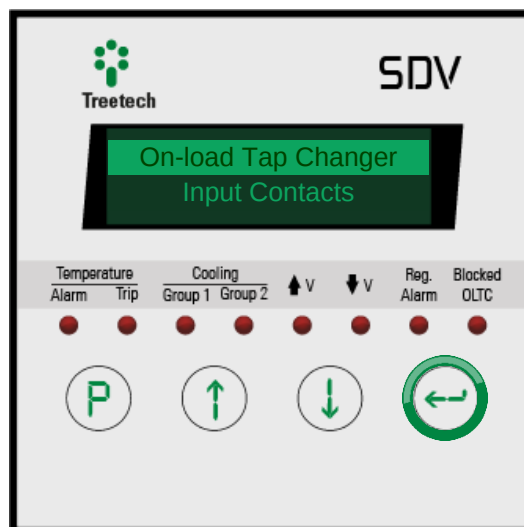 Treetech
SDV
On-load Tap Changer
Input Contacts
Temperature
Alarm Trip
Cooling
Group 1 Group 2
V
V
Reg.
Alarm
Blocked
OLTC
P